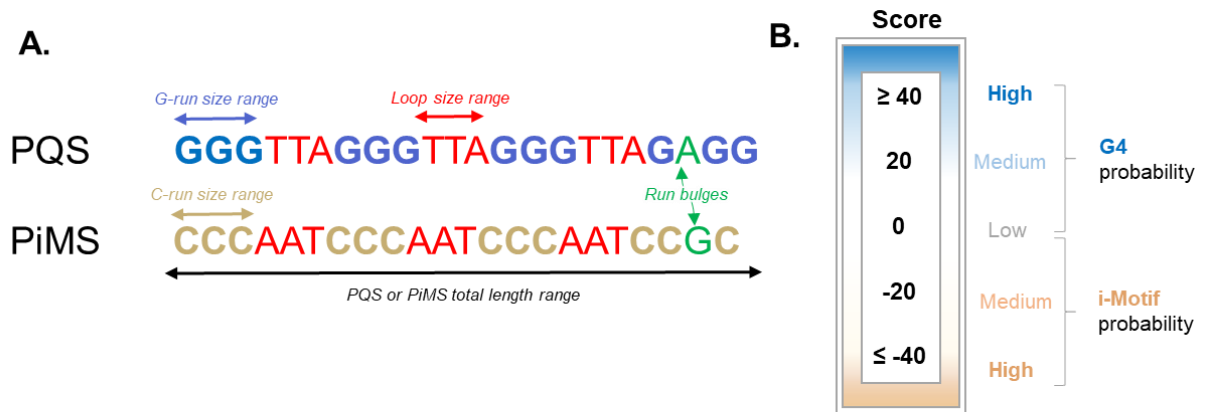 A.
G-run size range
Loop size range
PQS
GGGTTAGGGTTAGGGTTAGAGG
C-run size range
Run bulges
PiMS
CCCAATCCCAATCCCAATCCGC
PQS or PiMS total length range
B.
Score
≥ 40
High
20
Medium
G4
probability
0
Low
-20
Medium
i-Motif
probability
≤ -40
High